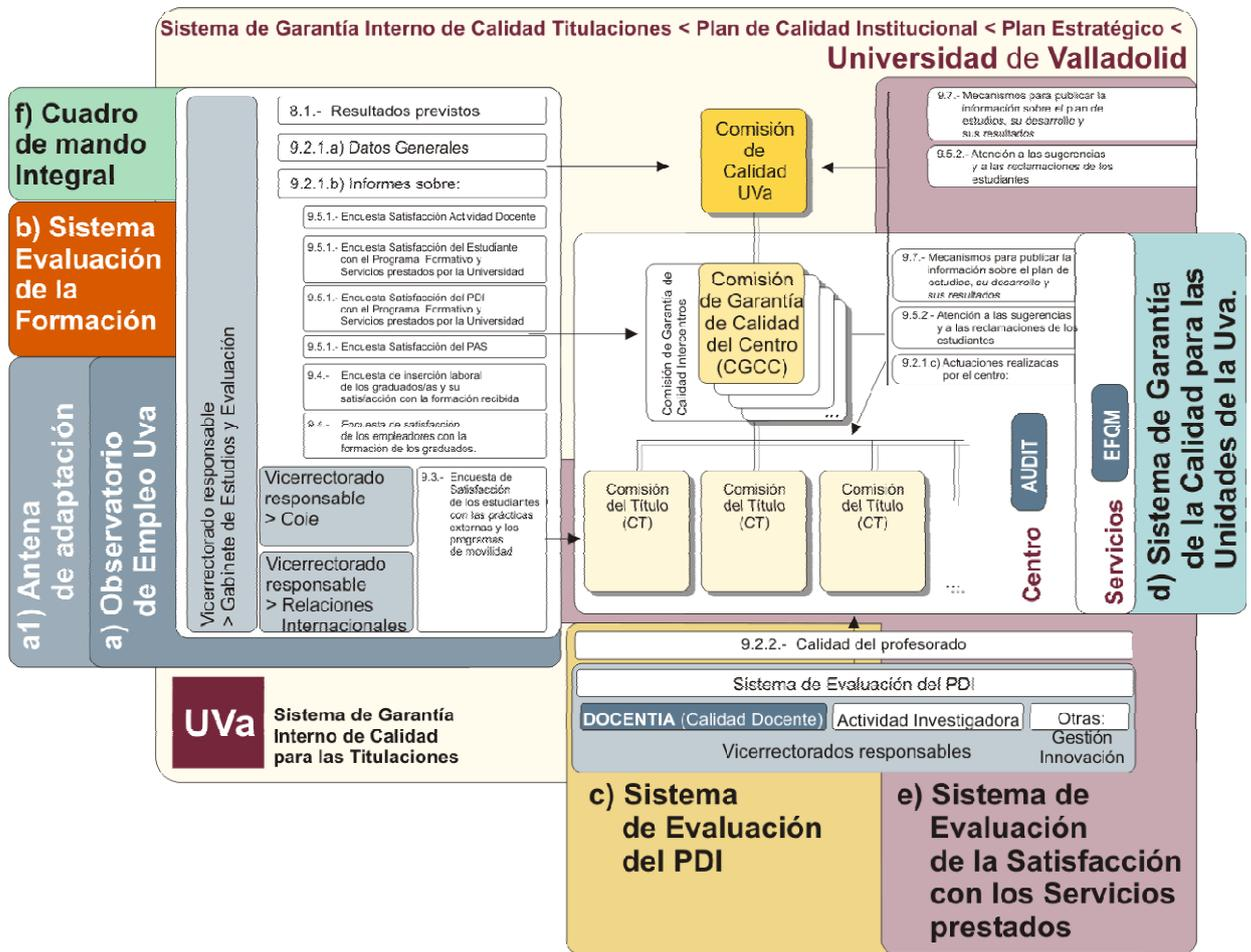 Sistema de Garantía Interno de Calidad Titulaciones < Plan de Calidad Institucional < Plan Estratégico <
Universidad de Valladolid
f) Cuadro
de mando
Integral
b) Sistema
Evaluación
de la
Formación
a1) Antena
de adaptación
a) Observatorio
de Empleo Uva
Vicerrectorado responsable
> Gabinete de Estudios y Evaluación
8.1.- Resultados previstos
9.2.1.a) Datos Generales
9.2.1.b) Informes sobre:
9.5.1.- Encuesta Satisfacción Actividad Docente
9.5.1.- Encuesta Satisfacción del Estudiante
con el Programa Formativo y
Servicios prestados por la Universidad
9.5.1.- Encuesta Satisfacción del PDI
con el Programa Formativo y
Servicios prestados por la Universidad
9.5.1.- Encuesta Satisfacción del PAS
9.4.- Encuesta de inserción laboral
de los graduados/as y su
satisfacción con la formación recibida
9.4.- Encuesta de satisfacción
de los empleadores con la
formación de los graduados.
Vicerrectorado
responsable
> Coie
Vicerrectorado
responsable
> Relaciones
Internacionales
9.3.- Encuesta de
Satisfacción
de los estudiantes
con las prácticas
externas y los
programas
de movilidad
Comisión
de
Calidad
UVa
9.7.- Mecanismos para publicar la
información sobre el plan de
estudios, su desarrollo y
sus resultados
9.5.2.- Atención a las sugerencias
y a las reclamaciones de los
estudiantes
Comisión de Garantía de
Calidad Intercentros
Comisión
de Garantía
de Calidad
del Centro
(CGCC)
...
9.7.- Mecanismos para publicar la
información sobre el plan de
estudios, su desarrollo y
sus resultados
9.5.2 - Atención a las sugerencias
y a las reclamaciones de los
estudiantes
9.2.1 c) Actuaciones realizacas
por el centro:
Comisión
del Título
(CT)
Comisión
del Título
(CT)
Comisión
del Título
(CT)
...
Centro
AUDIT
Servicios
EFQM
d) Sistema de Garantía
de la Calidad para las
Unidades de la Uva.
9.2.2.- Calidad del profesorado
Sistema de Evaluación del PDI
DOCENTIA (Calidad Docente)
Actividad Investigadora
Otras:
Gestión
Innovación
Vicerrectorados responsables
UVa
Sistema de Garantía
Interno de Calidad
para las Titulaciones
c) Sistema
de Evaluación
del PDI
e) Sistema de
Evaluación
de la Satisfacción
con los Servicios
prestados